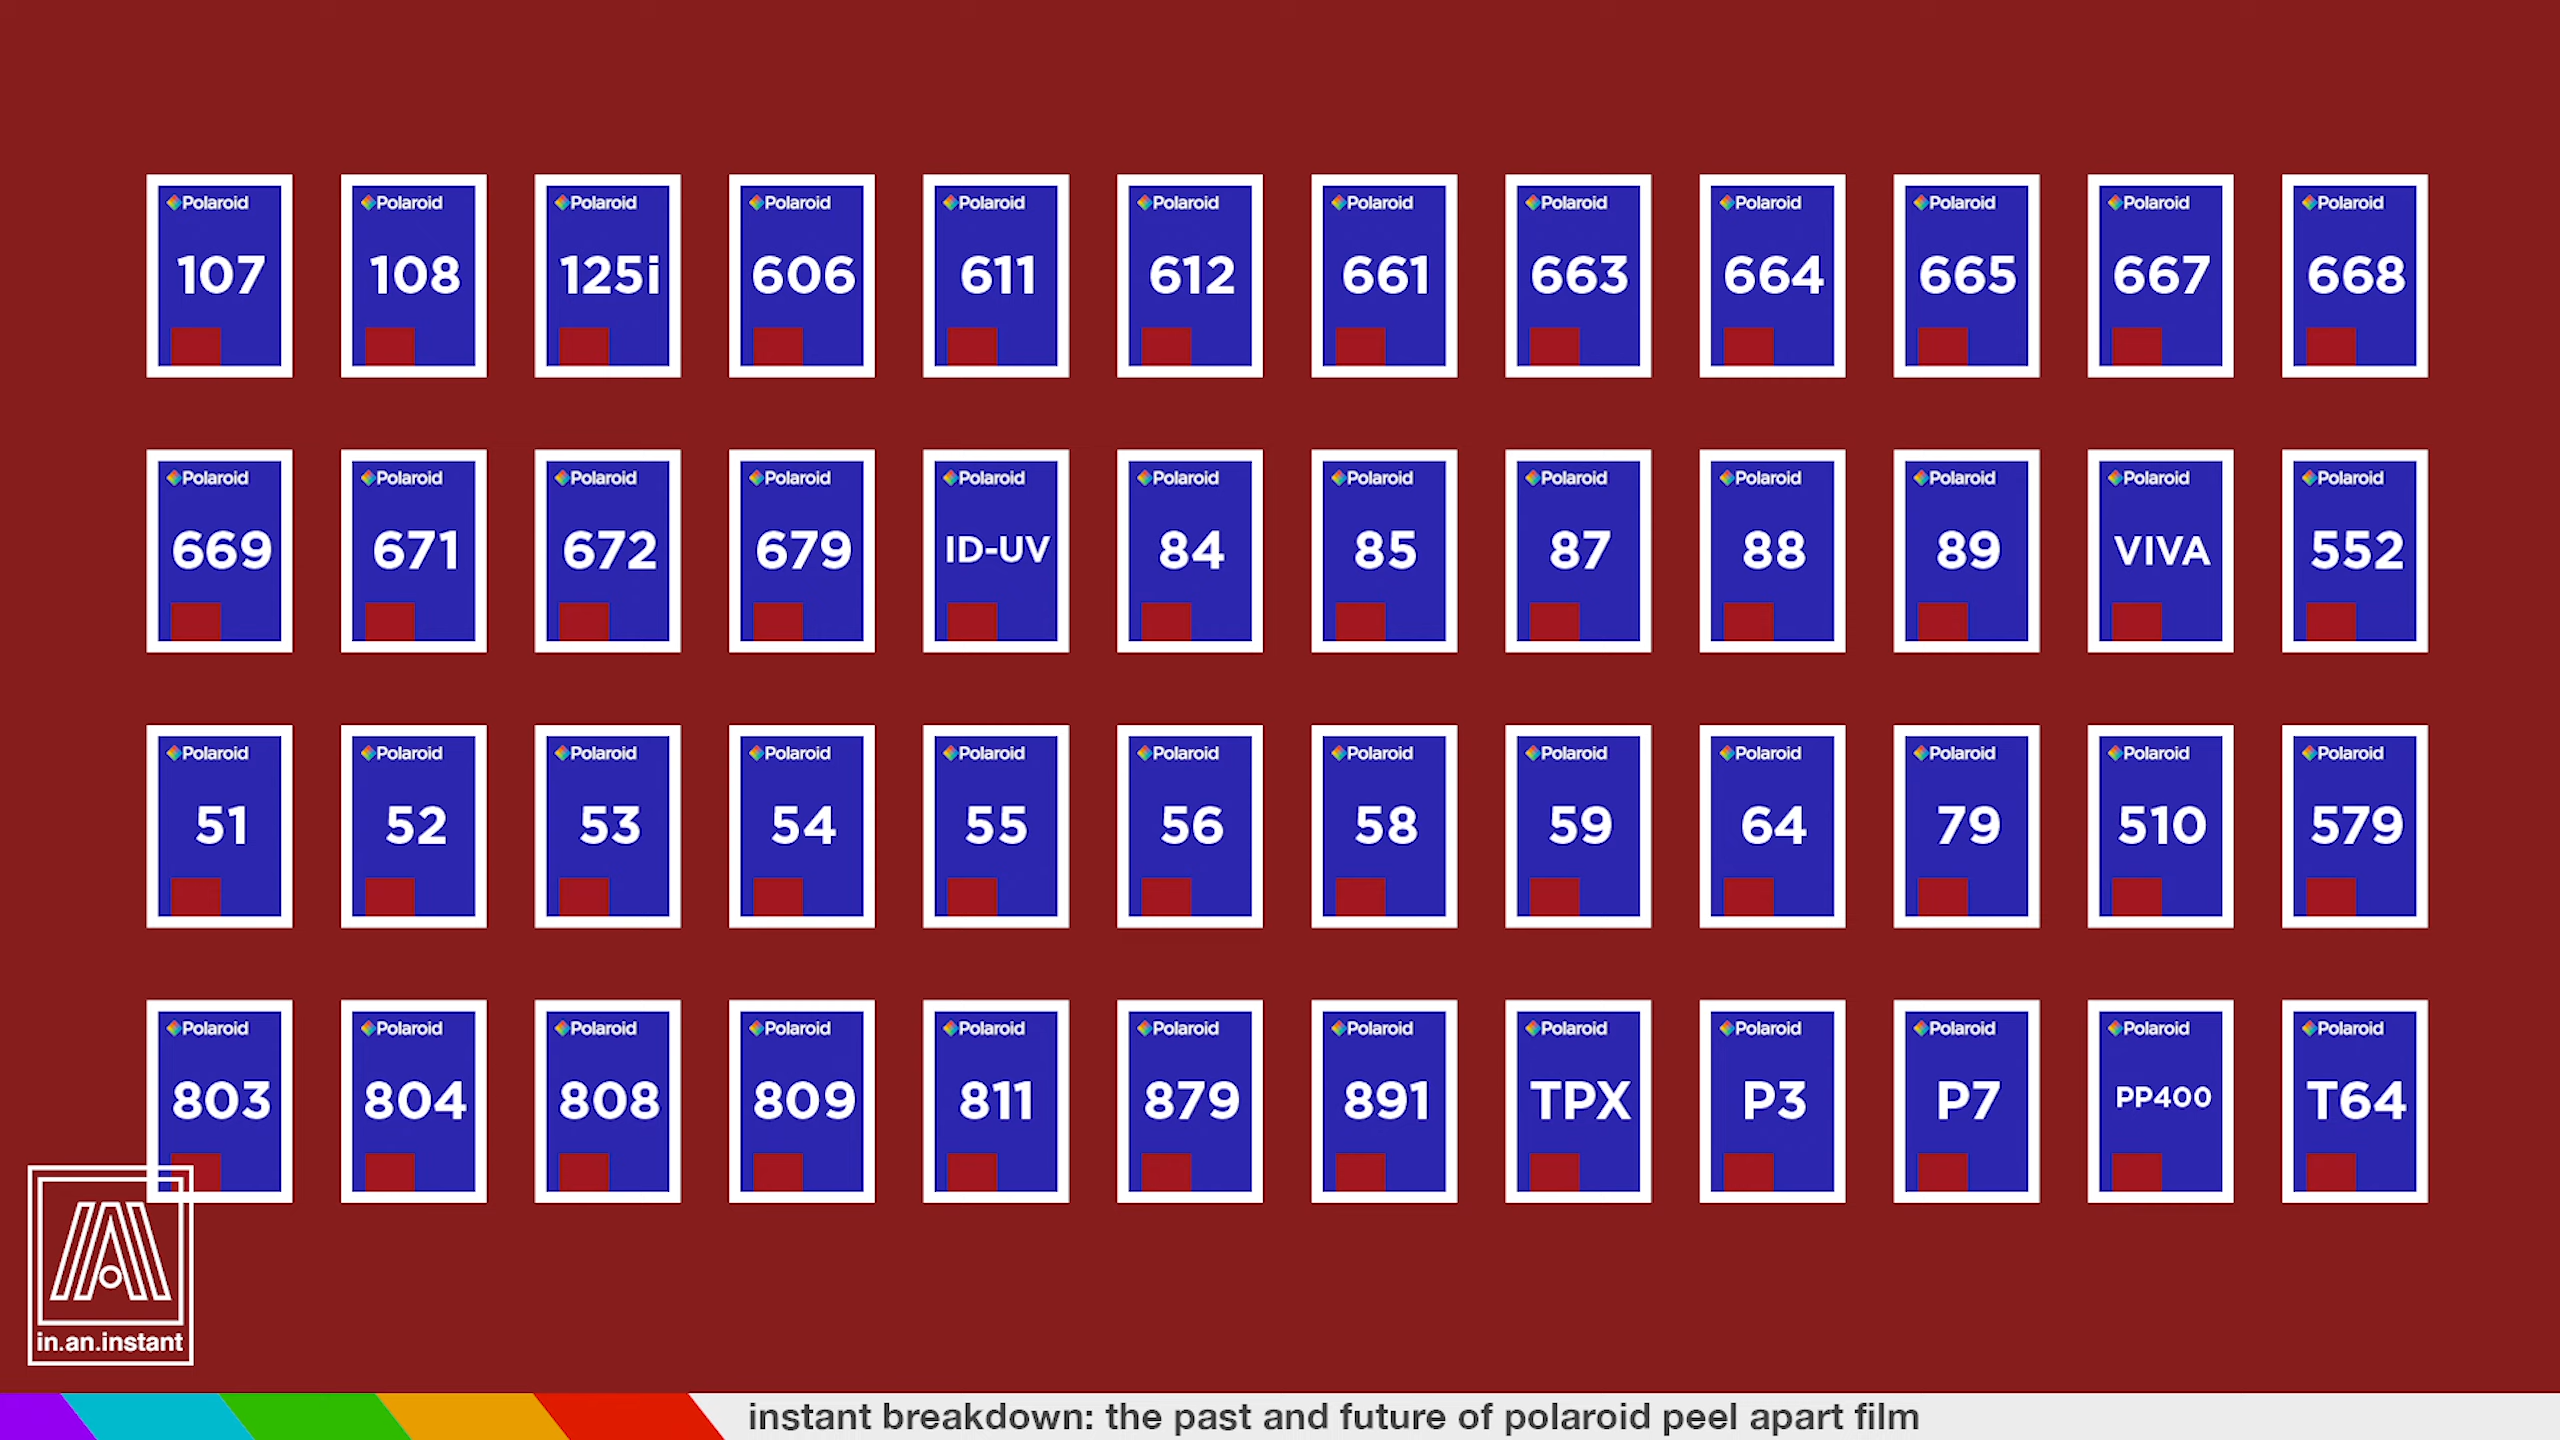 Polaroid Polaroid Polaroid Polaroid Polaroid Polaroid Polaroid Polaroid Polaroid Polaroid Polaroid Polaroid
107 108 125i 606 611 612 661 663 664 665 667 668
Polaroid Polaroid Polaroid Polaroid Polaroid Polaroid Polaroid Polaroid Polaroid Polaroid Polaroid Polaroid
669 671 672 679 ID-UV 84 85 87 88 89 VIVA 552
Polaroid Polaroid Polaroid Polaroid Polaroid Polaroid Polaroid Polaroid Polaroid Polaroid Polaroid Polaroid
51 52 53 54 55 56 58 59 64 79 510 579
Polaroid Polaroid Polaroid Polaroid Polaroid Polaroid Polaroid Polaroid Polaroid Polaroid Polaroid Polaroid
803 804 808 809 811 879 891 TPX P3 P7 PP400 T64
in.an.instant
instant breakdown: the past and future of polaroid peel apart film